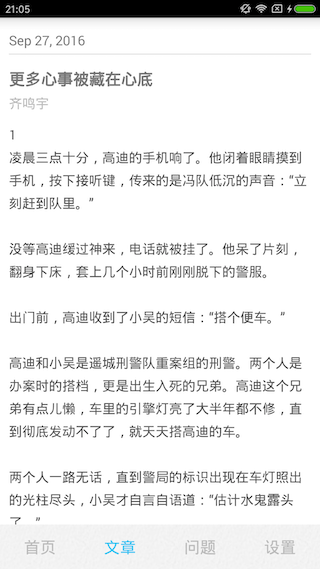 21:05
Sep 27, 2016
更多心事被藏在心底
齐鸣宇
1
凌晨三点十分，高迪的手机响了。他闭着眼睛摸到
手机，按下接听键，传来的是冯队低沉的声音：“立
刻赶到队里。”
没等高迪缓过神来，电话就被挂了。他呆了片刻，
翻身下床，套上几个小时前刚刚脱下的警服。
出门前，高迪收到了小吴的短信：“搭个便车。“
高迪和小吴是遥城刑警队重案组的刑警。两个人是
办案时的搭档，更是出生入死的兄弟。高迪这个兄
弟有点儿懒，车里的引擎灯亮了大半年都不修，直
到彻底发动不了了，就天天搭高迪的车。
两个人一路无话，直到警局的标识出现在车灯照出
的光柱尽头，小吴才自言自语道：“估计水鬼露头
了。”
首页
文章
问题
设置